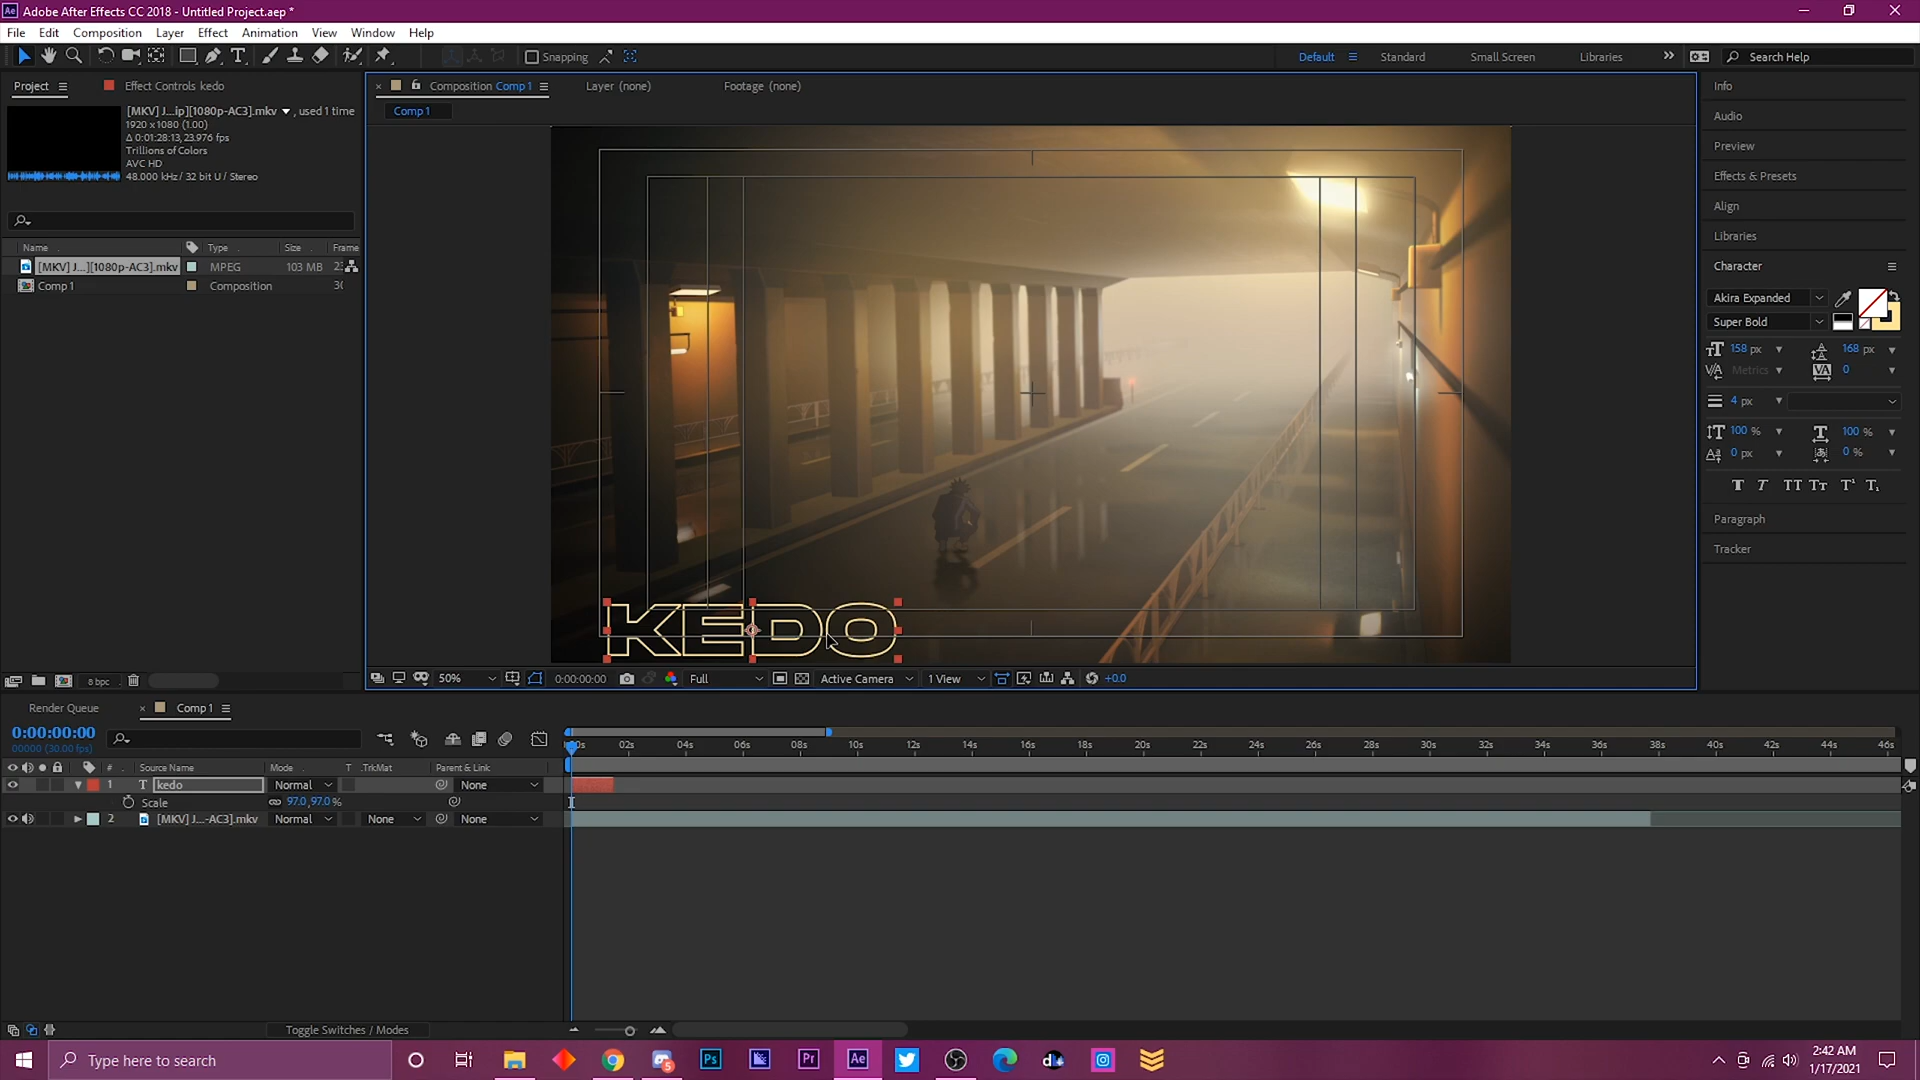 Adobe After Effects CC 2018 - Untitled Project.aep *
File Edit Composition Layer Effect Animation View Window Help
Snapping Default Standard Small Screen Libraries Search Help
Project Effect Controls kedo
[MKV] J...ip][1080p-AC3].mkv , used 1 time
1920 x 1080 (1.00)
Δ 0:01:28:13, 23.976 fps
Trillions of Colors
AVC HD
48.000 kHz / 32 bit U / Stereo
Name Type Size Frame
[MKV] J...][1080p-AC3].mkv MPEG 103 MB
Comp 1 Composition
8 bpc
Composition Comp 1 Layer (none) Footage (none)
Comp 1
KEDO
50% 0:00:00:00 Full Active Camera 1 View +0.0
Info
Audio
Preview
Effects & Presets
Align
Libraries
Character
Akira Expanded
Super Bold
158 px 168 px
Metrics 0
4 px
100 % 100 %
0 px 0 %
T T TT Tт T¹ T₁
Paragraph
Tracker
Render Queue Comp 1
0:00:00:00
00000 (30.00 fps)
02s 04s 06s 08s 10s 12s 14s 16s 18s 20s 22s 24s 26s 28s 30s 32s 34s 36s 38s 40s 42s 44s 46s
# Source Name Mode T .TrkMat Parent & Link
1 T kedo Normal None
Scale 97.0,97.0 %
2 [MKV] J...-AC3].mkv Normal None None
Toggle Switches / Modes
Type here to search
5
Ps Pr Ae
2:42 AM
1/17/2021